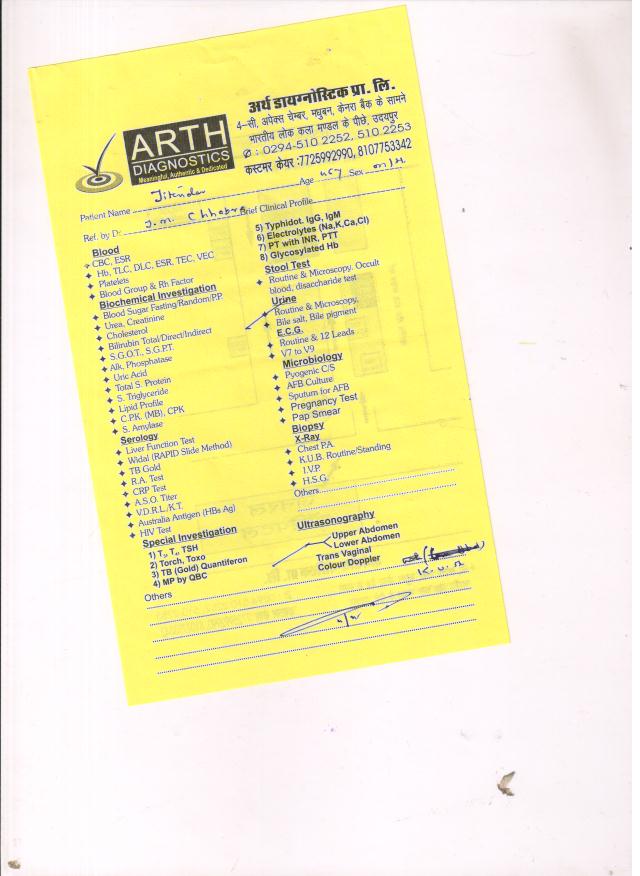 अर्थ डायग्नोस्टिक प्रा. लि.
4–सी, अपेक्स चेम्बर, मधुबन, केनरा बैंक के सामने
भारतीय लोक कला मण्डल के पीछे, उदयपुर
✆ : 0294-510 2252, 510 2253
कस्टमर केयर :7725992990, 8107753342
ARTH
DIAGNOSTICS
Meaningful, Authentic & Dedicated
Patient Name Jitender Age Sex
Ref. by D: J.M. Chhabra Brief Clinical Profile
Blood
CBC, ESR
Hb, TLC, DLC, ESR, TEC, VEC
Platelets
Blood Group & Rh Factor
Biochemical Investigation
Blood Sugar Fasting/Random/P.P.
Urea, Creatinine
Cholesterol
Bilirubin Total/Direct/Indirect
S.G.O.T., S.G.P.T.
Alk, Phosphatase
Uric Acid
Total S. Protein
S. Triglyceride
Lipid Profile
C.P.K. (MB), CPK
S. Amylase
Serology
Liver Function Test
Widal (RAPID Slide Method)
TB Gold
R.A. Test
CRP Test
A.S.O. Titer
V.D.R.L./K.T.
Australia Antigen (HBs Ag)
HIV Test
Special Investigation
1) T₃, T₄, TSH
2) Torch, Toxo
3) TB (Gold) Quantiferon
4) MP by QBC
5) Typhidot. IgG, IgM
6) Electrolytes (Na,K,Ca,Cl)
7) PT with INR, PTT
8) Glycosylated Hb
Stool Test
Routine & Microscopy. Occult
blood, disaccharide test
Urine
Routine & Microscopy,
Bile salt, Bile pigment
E.C.G.
Routine & 12 Leads
V7 to V9
Microbiology
Pyogenic C/S
AFB Culture
Sputum for AFB
Pregnancy Test
Pap Smear
Biopsy
X-Ray
Chest P.A.
K.U.B. Routine/Standing
I.V.P.
H.S.G.
Others
Ultrasonography
Upper Abdomen
Lower Abdomen
Trans Vaginal
Colour Doppler
K.U.B
Others